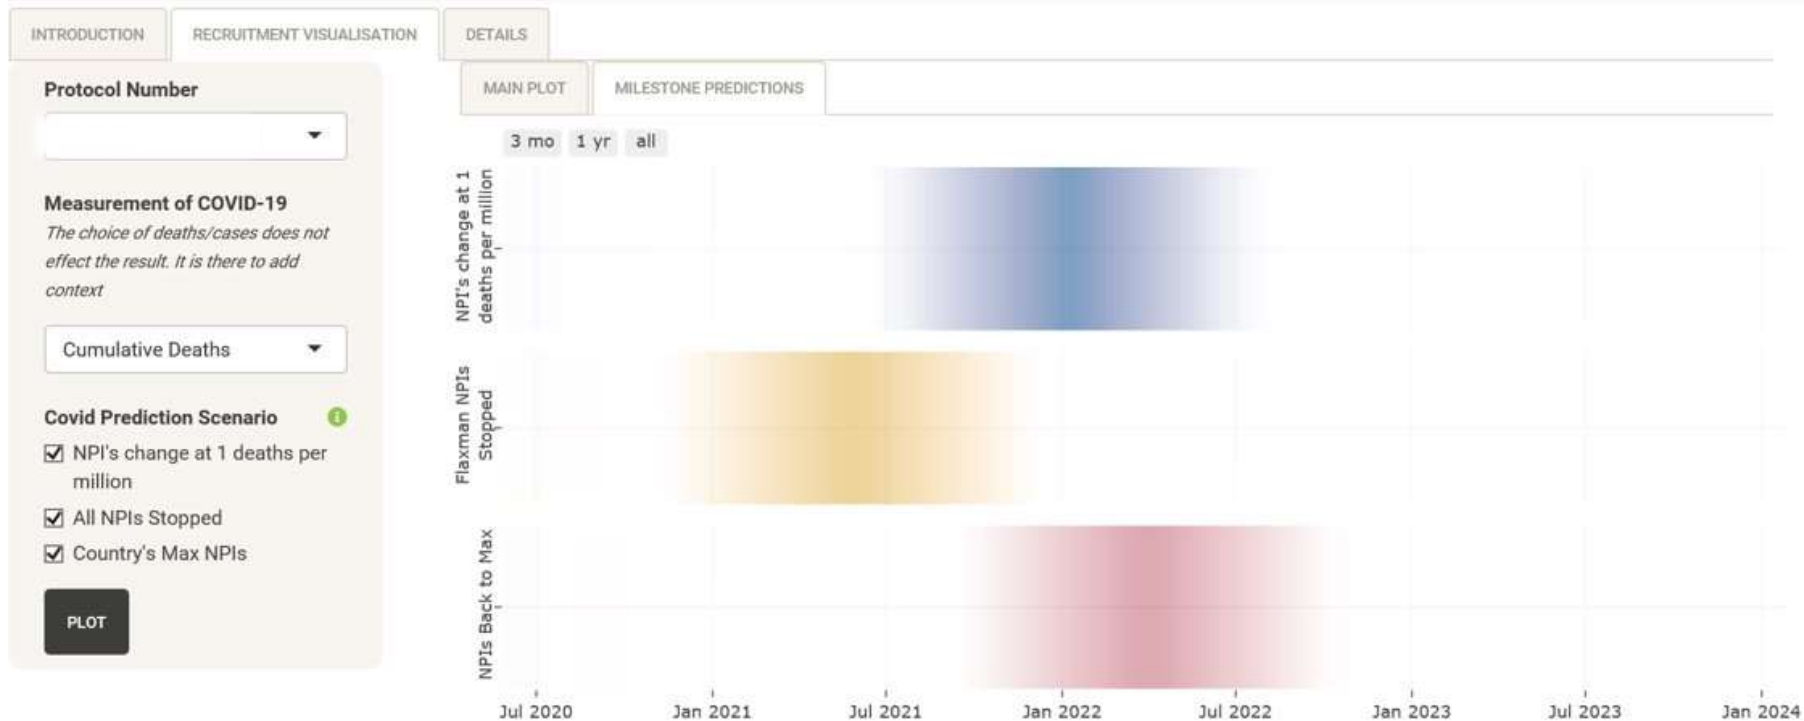 INTRODUCTION
RECRUITMENT VISUALISATION
DETAILS
Protocol Number
Measurement of COVID-19
The choice of deaths/cases does not
effect the result. It is there to add
context
Cumulative Deaths
Covid Prediction Scenario
NPI's change at 1 deaths per
million
All NPIs Stopped
Country's Max NPIs
PLOT
MAIN PLOT
MILESTONE PREDICTIONS
3 mo
1 yr
all
NPI's change at 1
deaths per million
Flaxman NPIs
Stopped
NPIs Back to Max
Jul 2020
Jan 2021
Jul 2021
Jan 2022
Jul 2022
Jan 2023
Jul 2023
Jan 2024